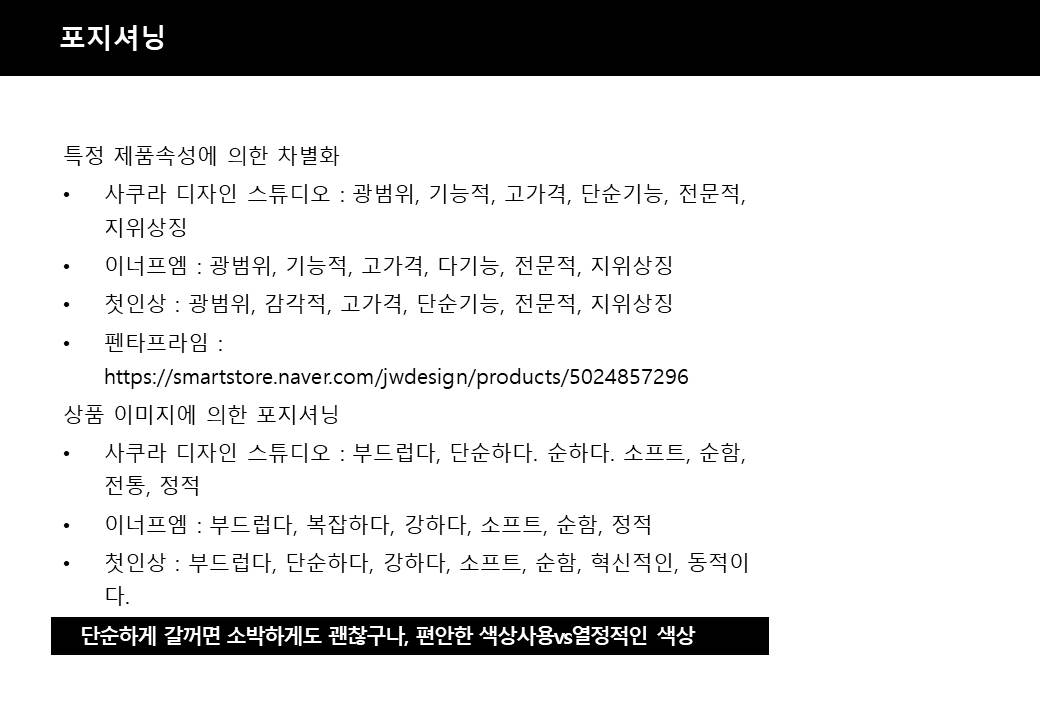 포지셔닝
특정 제품속성에 의한 차별화
• 사쿠라 디자인 스튜디오 : 광범위, 기능적, 고가격, 단순기능, 전문적,
지위상징
• 이너프엠 : 광범위, 기능적, 고가격, 다기능, 전문적, 지위상징
• 첫인상 : 광범위, 감각적, 고가격, 단순기능, 전문적, 지위상징
• 펜타프라임 :
https://smartstore.naver.com/jwdesign/products/5024857296
상품 이미지에 의한 포지셔닝
• 사쿠라 디자인 스튜디오 : 부드럽다, 단순하다. 순하다. 소프트, 순함,
전통, 정적
• 이너프엠 : 부드럽다, 복잡하다, 강하다, 소프트, 순함, 정적
• 첫인상 : 부드럽다, 단순하다, 강하다, 소프트, 순함, 혁신적인, 동적이
다.
단순하게 갈꺼면 소박하게도 괜찮구나, 편안한 색상사용vs열정적인 색상